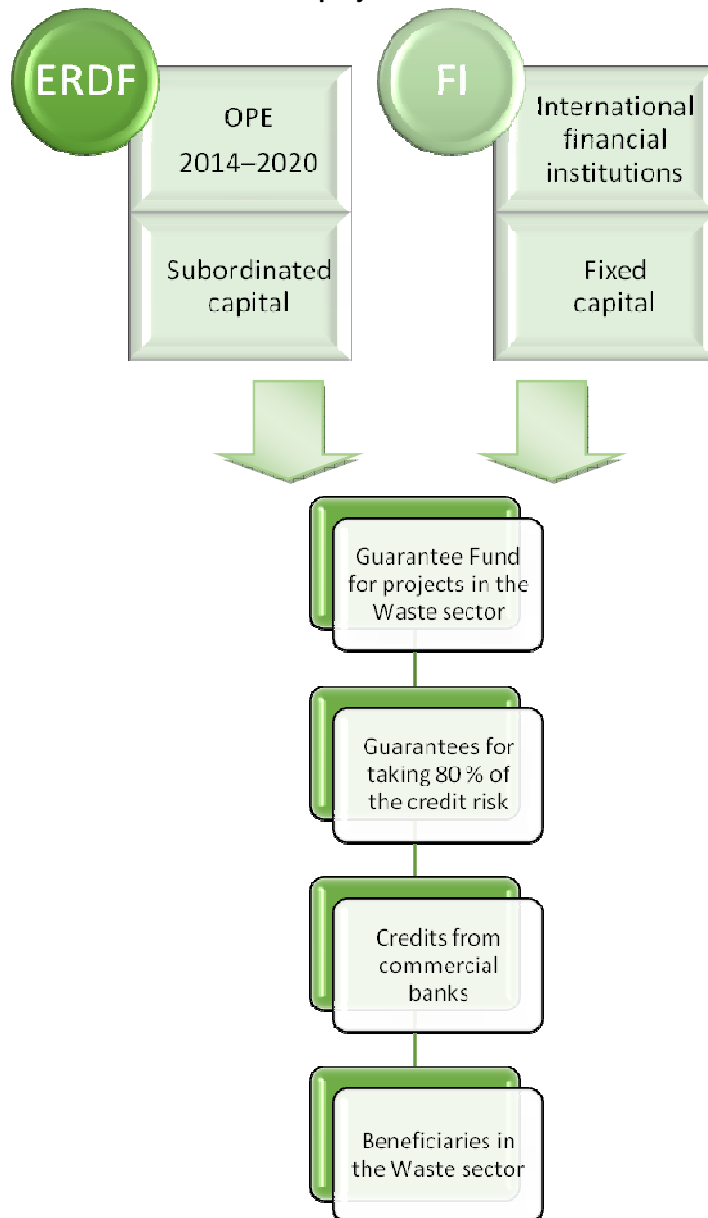 ERDF
OPE
2014–2020
Subordinated
capital
FI
International
financial
institutions
Fixed
capital
Guarantee Fund
for projects in the
Waste sector
Guarantees for
taking 80 % of
the credit risk
Credits from
commercial
banks
Beneficiaries in
the Waste sector